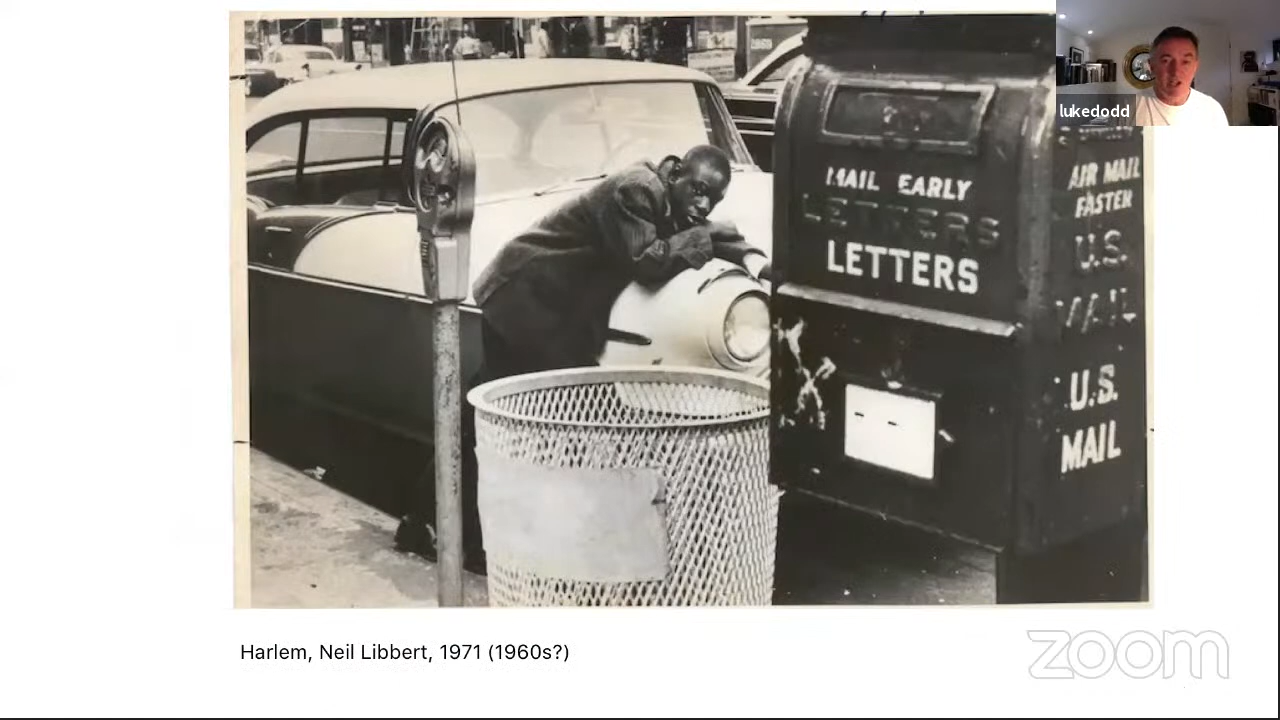 lukedodd
MAIL EARLY
LETTERS
LETTERS
AIR MAIL
FASTER
U.S.
MAIL
U.S.
MAIL
Harlem, Neil Libbert, 1971 (1960s?)
zoom